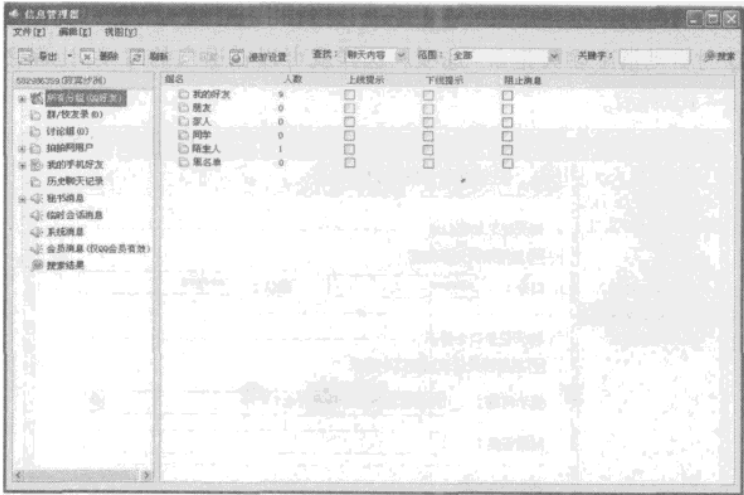 信息管理器
文件[F] 编辑[E] 视图[V]
导出 删除 刷新 漫游设置 查找: 聊天内容 范围: 全部 关键字: 搜索
所有分组(QQ好友)
群/校友录(0)
讨论组(0)
拍拍网用户
我的手机好友
历史聊天记录
秘书消息
临时会话消息
系统消息
会员消息(仅QQ会员有效)
搜索结果
组名 人数 上线提示 下线提示 阻止消息
我的好友 9
朋友 0
家人 0
同学 0
陌生人 1
黑名单 0